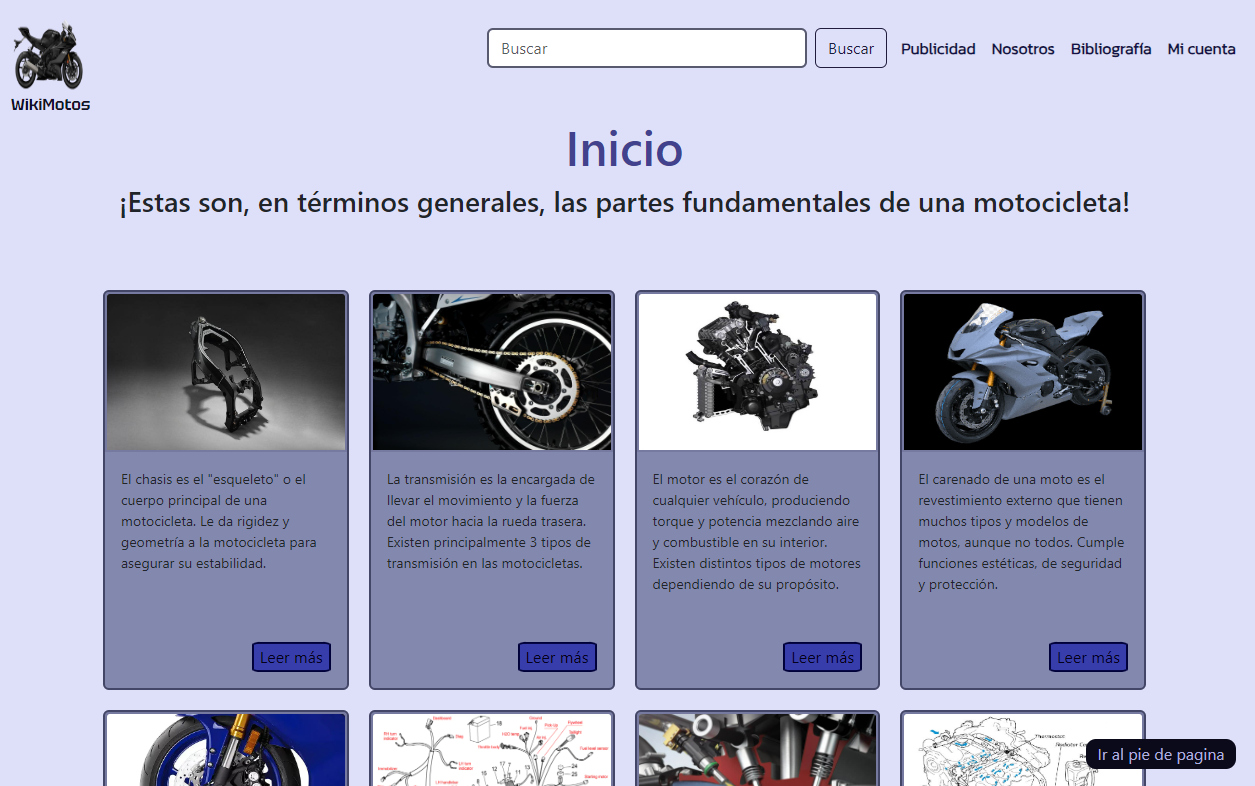 WikiMotos
Buscar
Buscar
Publicidad
Nosotros
Bibliografía
Mi cuenta
Inicio
¡Estas son, en términos generales, las partes fundamentales de una motocicleta!
El chasis es el "esqueleto" o el
cuerpo principal de una
motocicleta. Le da rigidez y
geometría a la motocicleta para
asegurar su estabilidad.
Leer más
La transmisión es la encargada de
llevar el movimiento y la fuerza
del motor hacia la rueda trasera.
Existen principalmente 3 tipos de
transmisión en las motocicletas.
Leer más
El motor es el corazón de
cualquier vehículo, produciendo
torque y potencia mezclando aire
y combustible en su interior.
Existen distintos tipos de motores
dependiendo de su propósito.
Leer más
El carenado de una moto es el
revestimiento externo que tienen
muchos tipos y modelos de
motos, aunque no todos. Cumple
funciones estéticas, de seguridad
y protección.
Leer más
Thermostat
Ir al pie de pagina